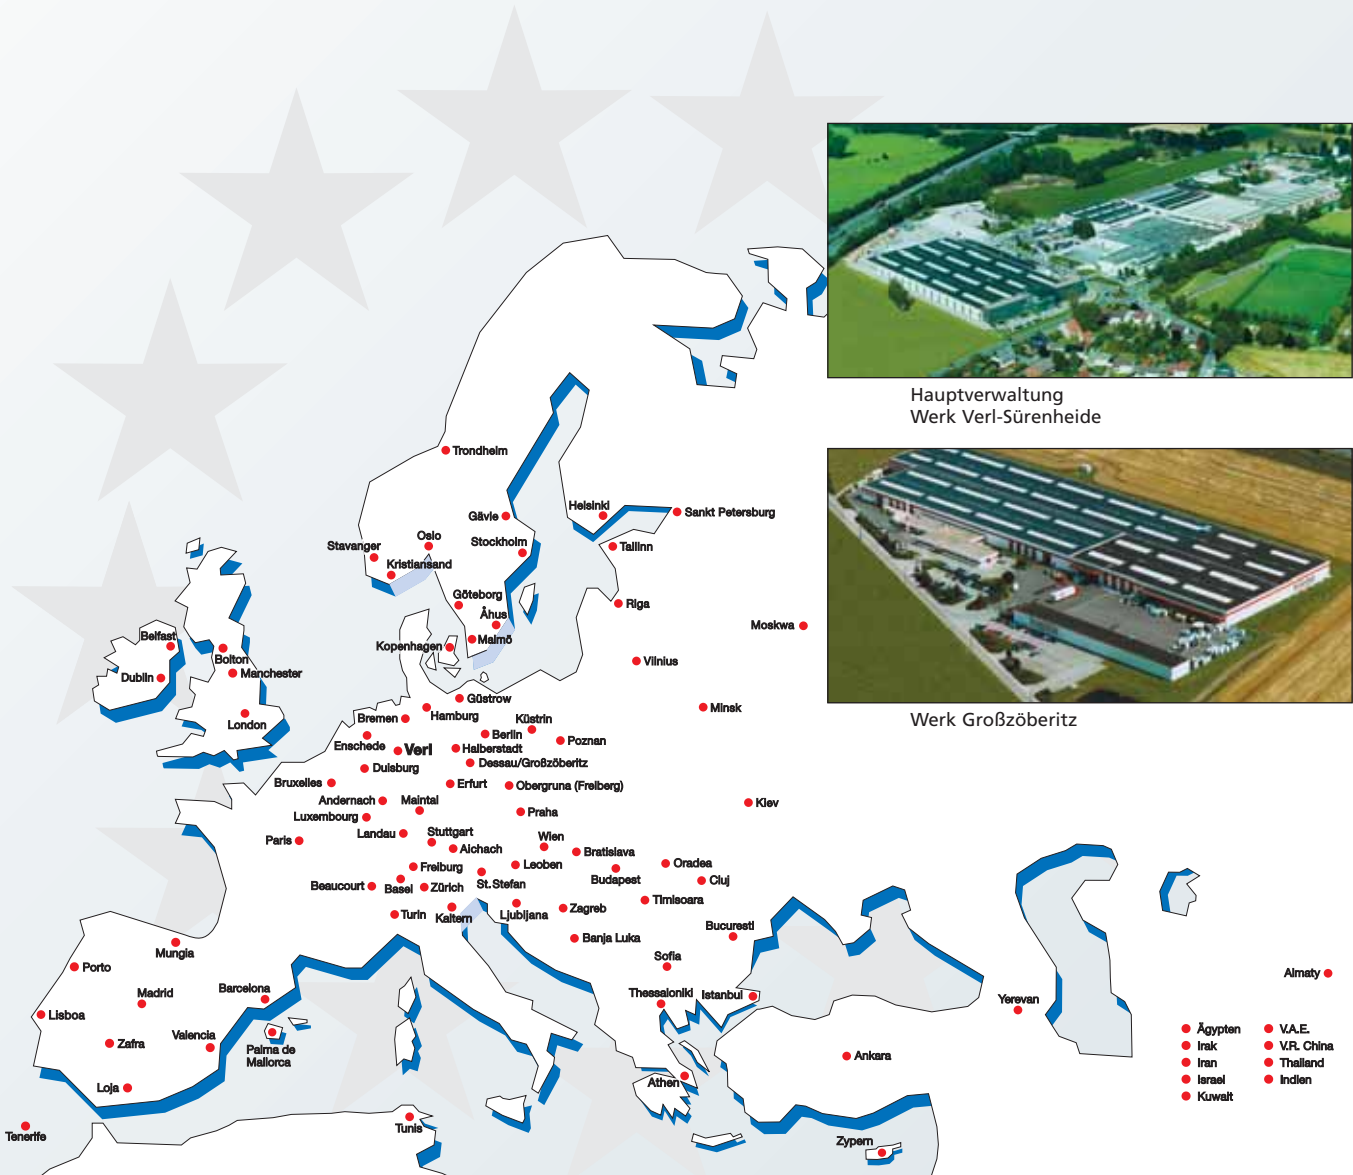 Hauptverwaltung
Werk Verl-Sürenheide
Werk Großzöberitz
Trondheim
Gävle
Helsinki
Sankt Petersburg
Oslo
Stockholm
Stavanger
Tallinn
Kristiansand
Göteborg
Riga
Åhus
Moskwa
Belfast
Kopenhagen
Malmö
Bolton
Vilnius
Manchester
Dublin
Güstrow
Minsk
Hamburg
Bremen
Küstrin
London
Berlin
Poznan
Enschede
Verl
Halberstadt
Dessau/Großzöberitz
Duisburg
Bruxelles
Erfurt
Obergruna (Freiberg)
Andernach
Maintal
Kiev
Luxembourg
Praha
Landau
Stuttgart
Wien
Paris
Aichach
Bratislava
Freiburg
Leoben
Oradea
Budapest
Cluj
Beaucourt
Basel
Zürich
St. Stefan
Timisoara
Turin
Kaltern
Ljubljana
Zagreb
Bucuresti
Banja Luka
Mungia
Sofia
Porto
Almaty
Barcelona
Madrid
Thessaloniki
Istanbul
Yerevan
Lisboa
Valencia
Zafra
Palma de
Mallorca
Ankara
Athen
Loja
Tenerife
Tunis
Zypern
Ägypten
Irak
Iran
Israel
Kuwait
V.A.E.
V.R. China
Thailand
Indien